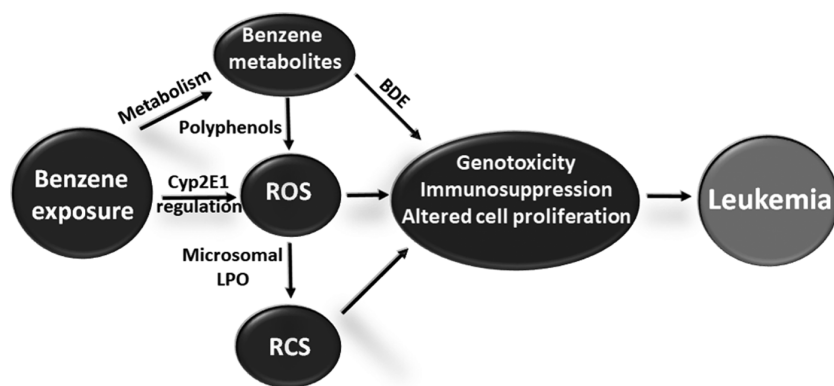 Benzene
metabolites
Metabolism
BDE
Polyphenols
Benzene
exposure
Cyp2E1
regulation
ROS
Genotoxicity
Immunosuppression
Altered cell proliferation
Leukemia
Microsomal
LPO
RCS